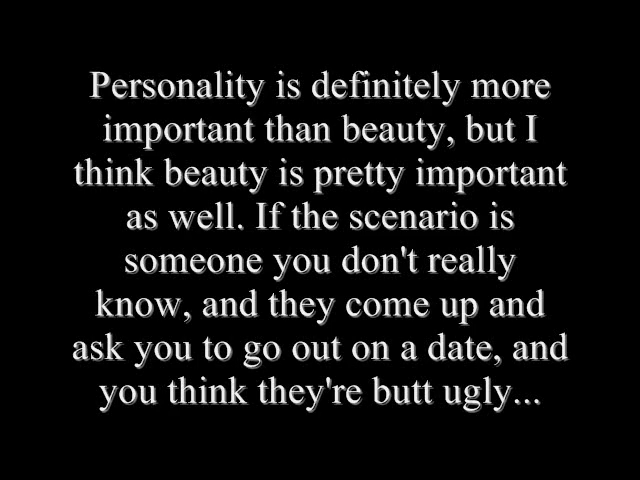 Personality is definitely more
important than beauty, but I
think beauty is pretty important
as well. If the scenario is
someone you don't really
know, and they come up and
ask you to go out on a date, and
you think they're butt ugly...